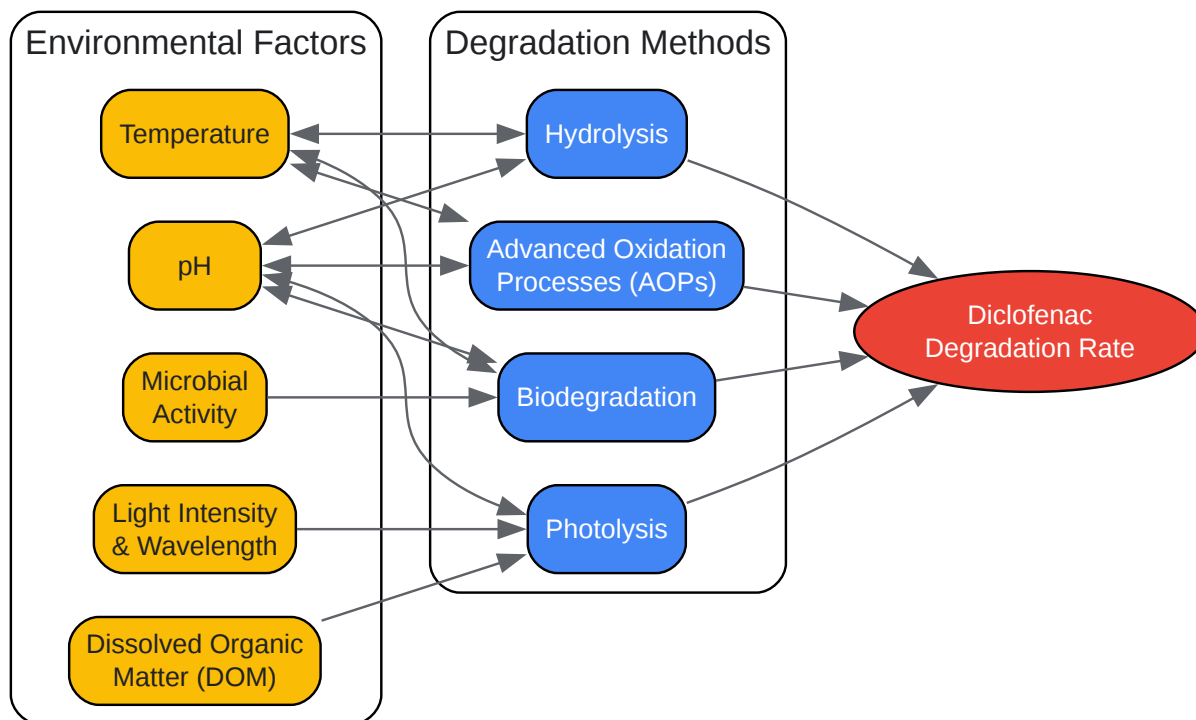 Environmental Factors
Temperature
pH
Microbial
Activity
Light Intensity
& Wavelength
Dissolved Organic
Matter (DOM)
Degradation Methods
Hydrolysis
Advanced Oxidation
Processes (AOPs)
Biodegradation
Photolysis
Diclofenac
Degradation Rate